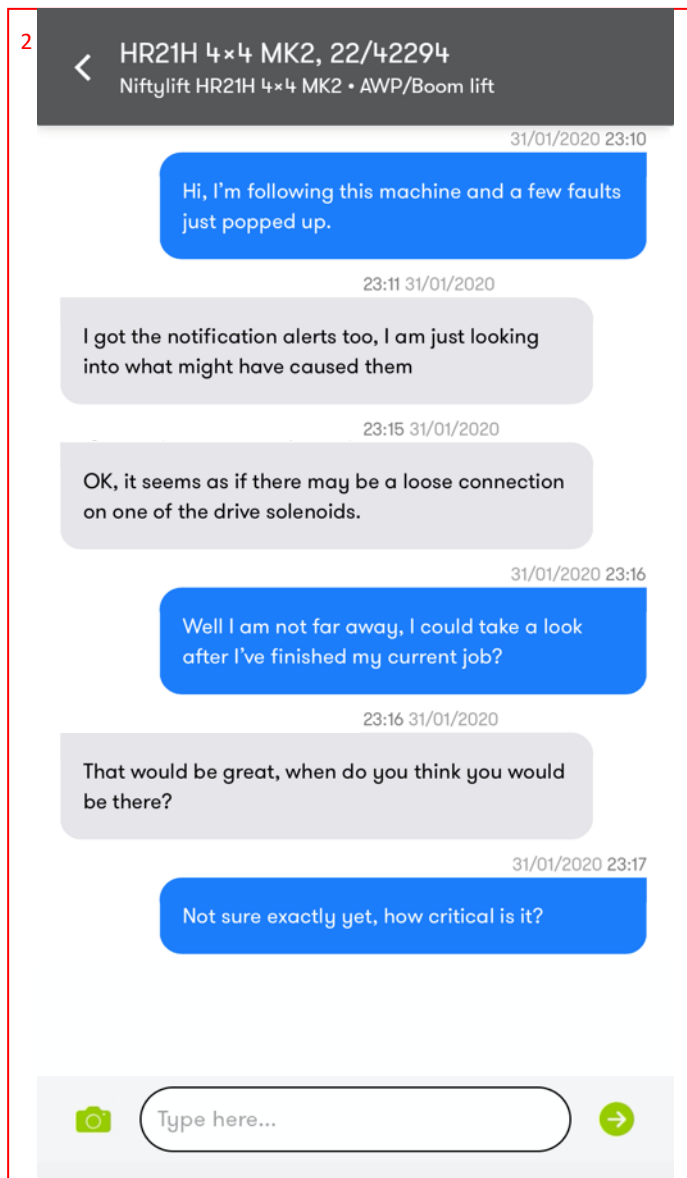 2
HR21H 4×4 MK2, 22/42294
Niftylift HR21H 4×4 MK2 • AWP/Boom lift
31/01/2020 23:10
Hi, I'm following this machine and a few faults
just popped up.
23:11 31/01/2020
I got the notification alerts too, I am just looking
into what might have caused them
23:15 31/01/2020
OK, it seems as if there may be a loose connection
on one of the drive solenoids.
31/01/2020 23:16
Well I am not far away, I could take a look
after I've finished my current job?
23:16 31/01/2020
That would be great, when do you think you would
be there?
31/01/2020 23:17
Not sure exactly yet, how critical is it?
Type here...